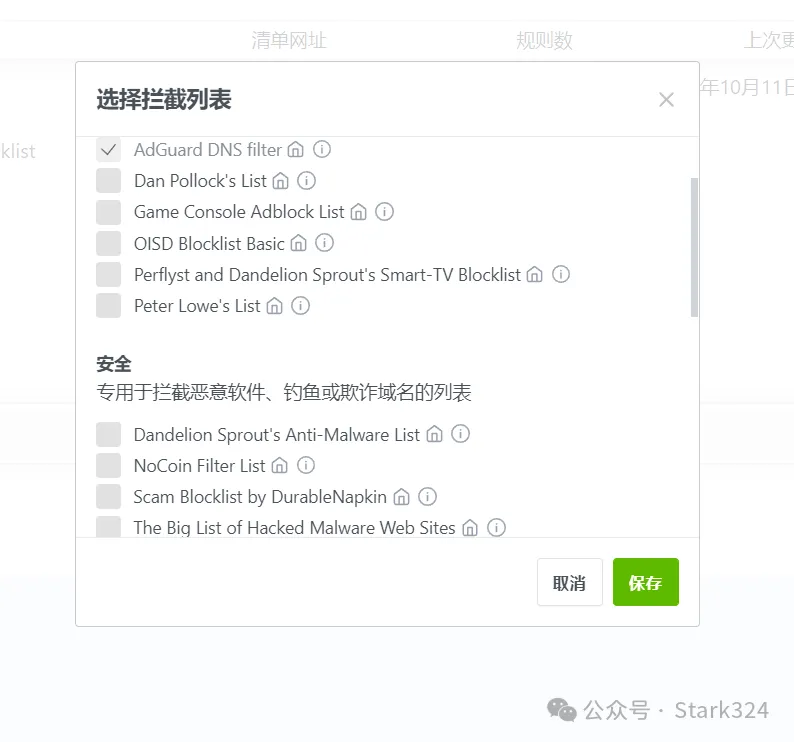 清单网址 规则数 上次更
选择拦截列表
年10月11日
AdGuard DNS filter
klist
Dan Pollock's List
Game Console Adblock List
OISD Blocklist Basic
Perflyst and Dandelion Sprout's Smart-TV Blocklist
Peter Lowe's List
安全
专用于拦截恶意软件、钓鱼或欺诈域名的列表
Dandelion Sprout's Anti-Malware List
NoCoin Filter List
Scam Blocklist by DurableNapkin
The Big List of Hacked Malware Web Sites
取消 保存
公众号 · Stark324